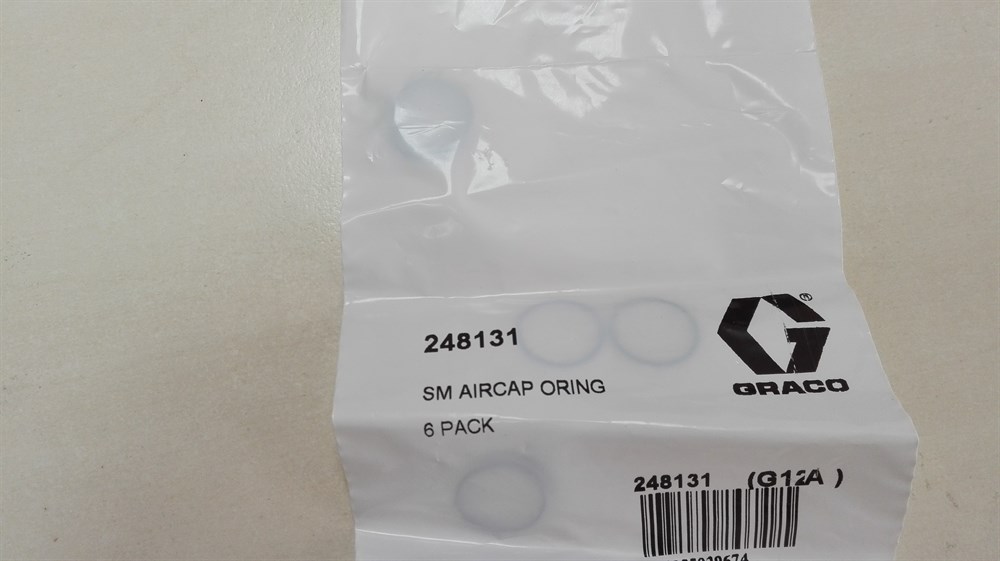 248131
®
GRACO
SM AIRCAP ORING
6 PACK
248131 (G12A )